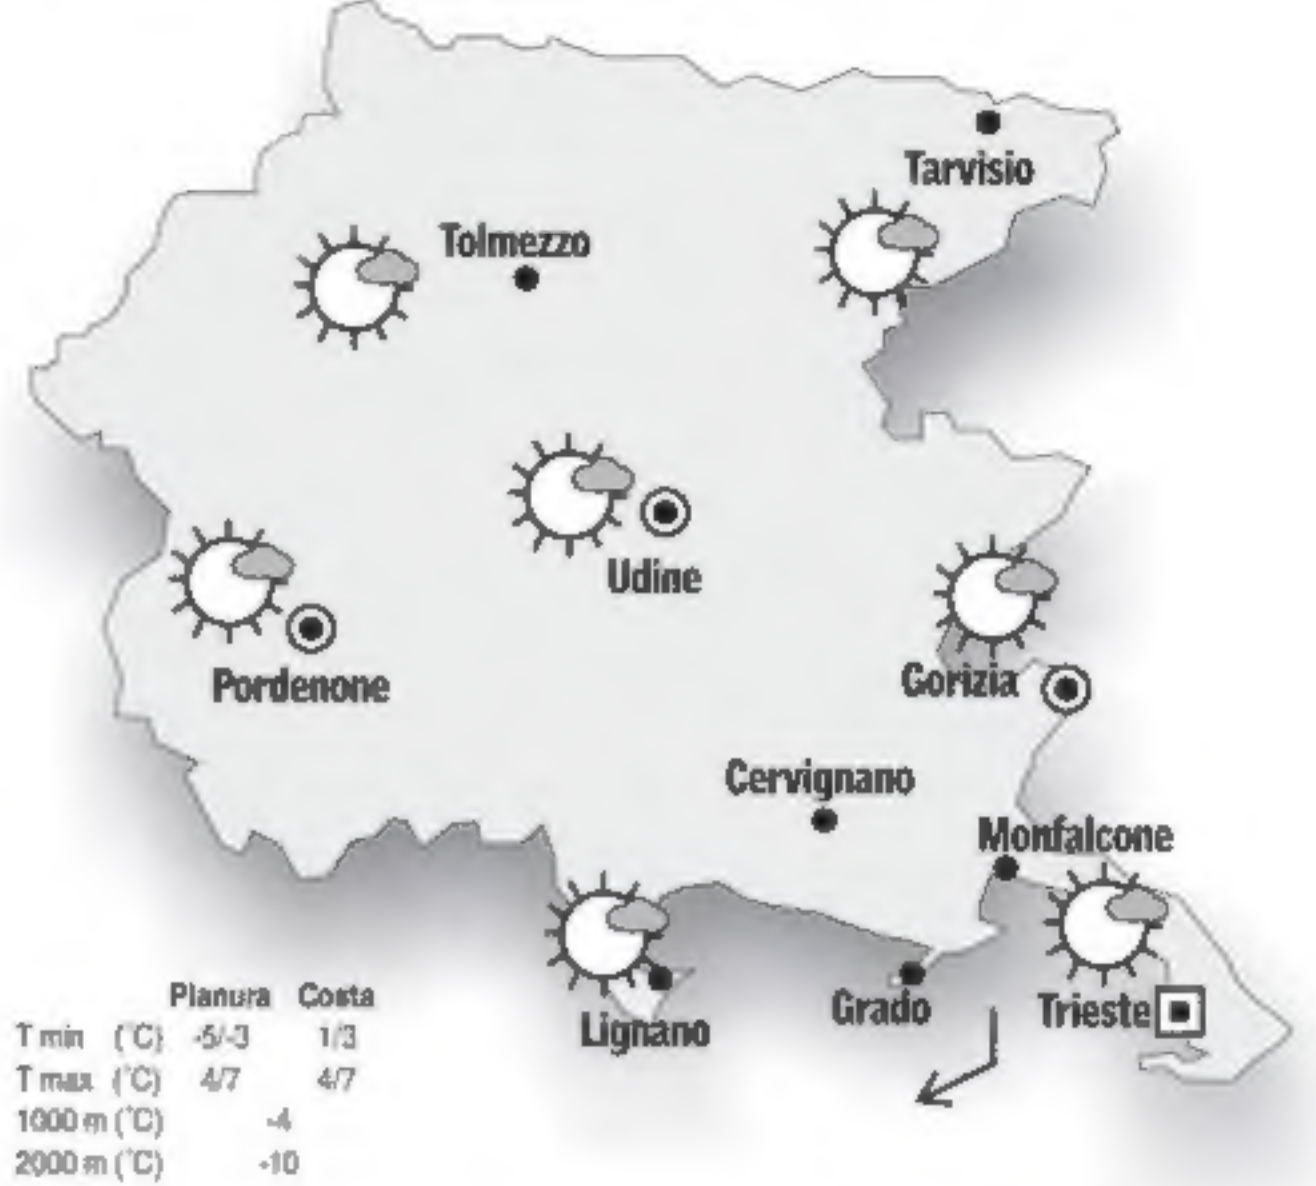 Tarvisio
Tolmezzo
Udine
Pordenone
Gorizia
Cervignano
Monfalcone
Lignano
Grado
Trieste
Planura Costa
T min (°C) -5/-3 1/3
T max (°C) 4/7 4/7
1000 m (°C) -4
2000 m (°C) -10